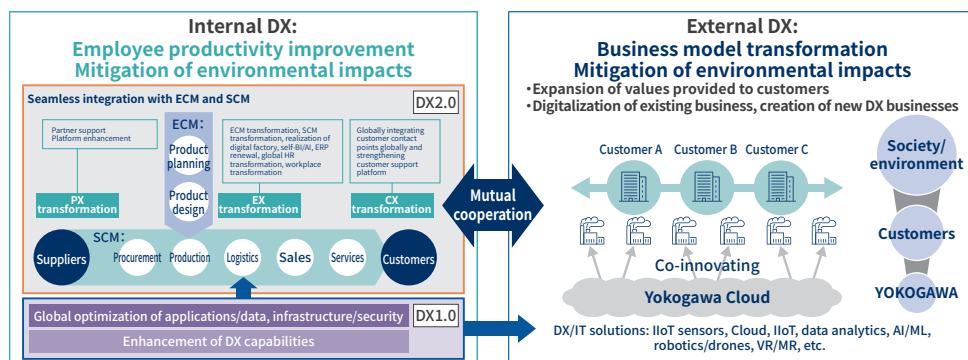 Internal DX:
Employee productivity improvement
Mitigation of environmental impacts
Seamless integration with ECM and SCM
DX2.0
Partner support
Platform enhancement
ECM:
Product
planning
Product
design
ECM transformation, SCM
transformation, realization of
digital factory, self-BI/AI, ERP
renewal, global HR
transformation, workplace
transformation
Globally integrating
customer contact
points globally and
strengthening
customer support
platform
PX
transformation
EX
transformation
CX
transformation
SCM:
Suppliers
Procurement
Production
Logistics
Sales
Services
Customers
Global optimization of applications/data, infrastructure/security
DX1.0
Enhancement of DX capabilities
Mutual
cooperation
External DX:
Business model transformation
Mitigation of environmental impacts
•Expansion of values provided to customers
•Digitalization of existing business, creation of new DX businesses
Customer A
Customer B
Customer C
Co-innovating
Yokogawa Cloud
DX/IT solutions: IIoT sensors, Cloud, IIoT, data analytics, AI/ML,
robotics/drones, VR/MR, etc.
Society/
environment
Customers
YOKOGAWA